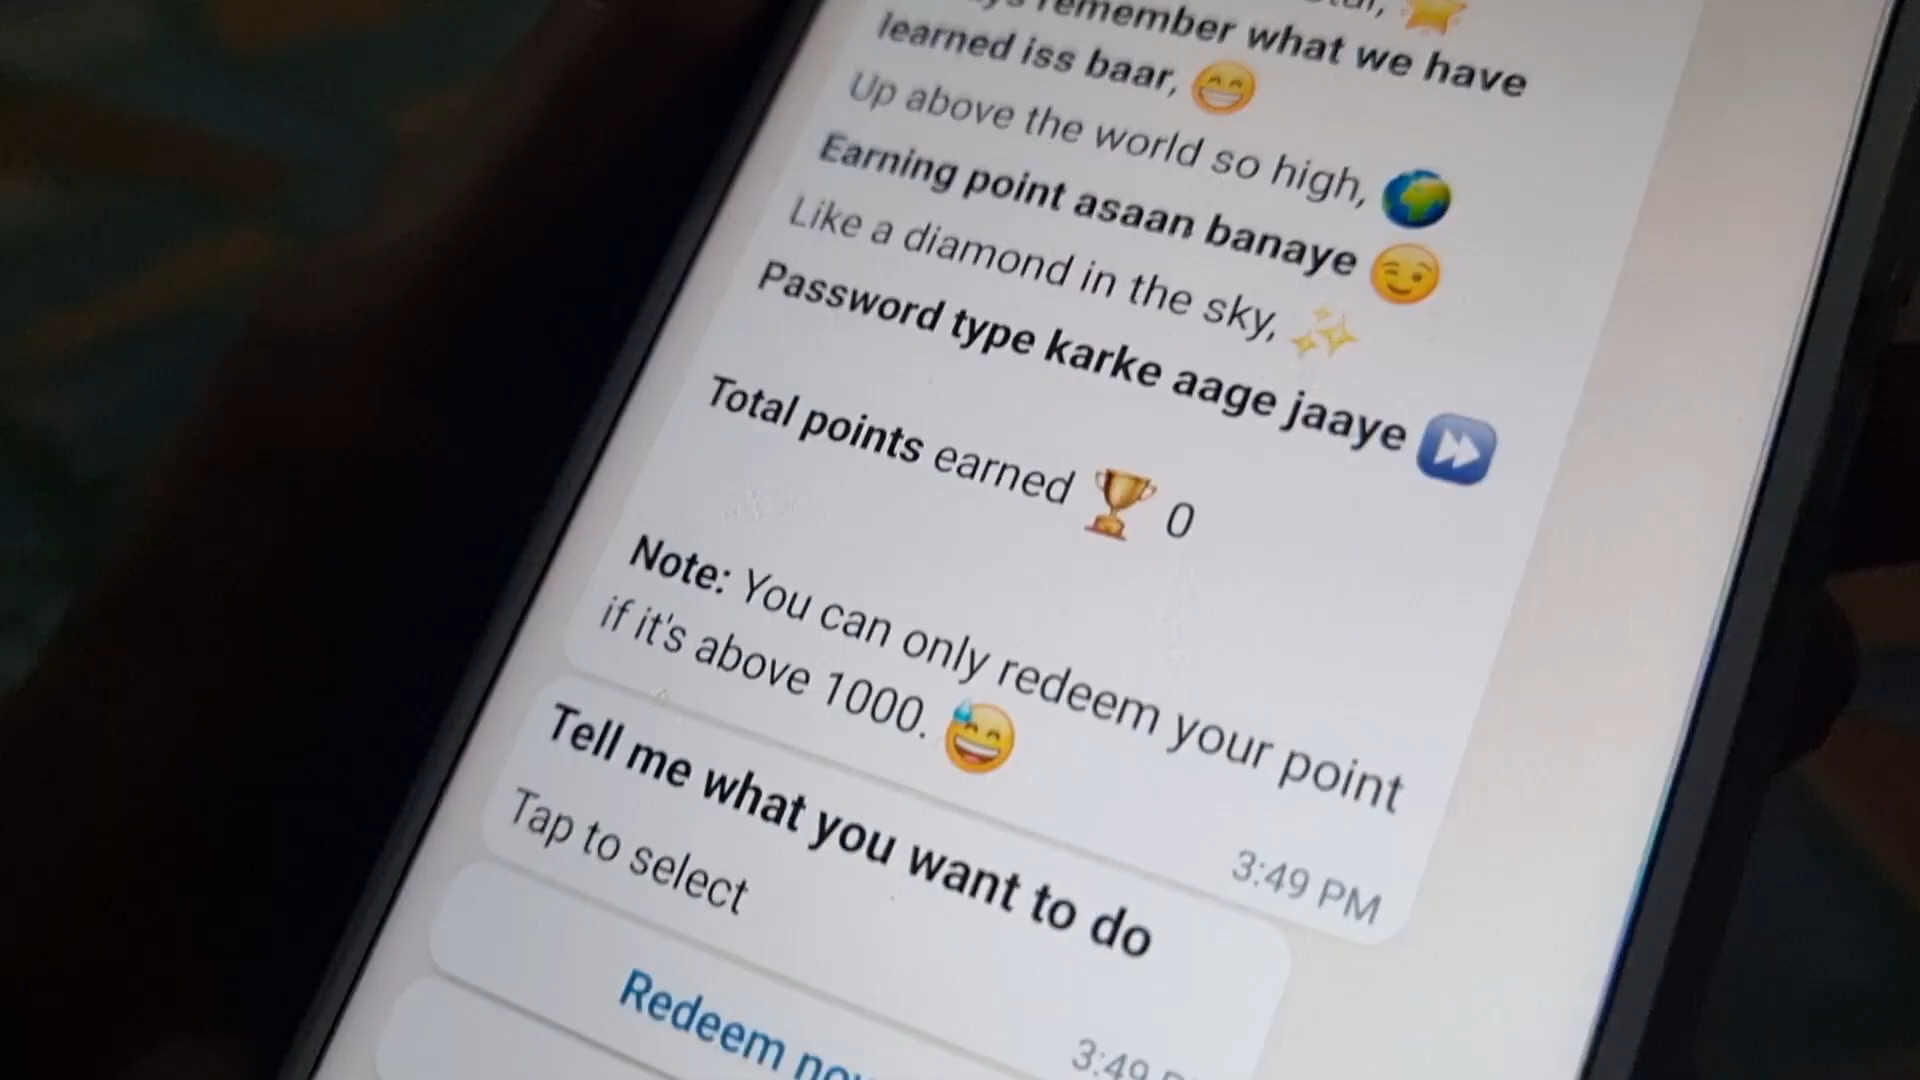 remember what we have
learned iss baar, 😄
Up above the world so high, 🌍
Earning point asaan banaye 😉
Like a diamond in the sky, ✨
Password type karke aage jaaye ⏩
Total points earned 🏆 0
Note: You can only redeem your point
if it's above 1000. 😅
3:49 PM
Tell me what you want to do
Tap to select
3:49
Redeem